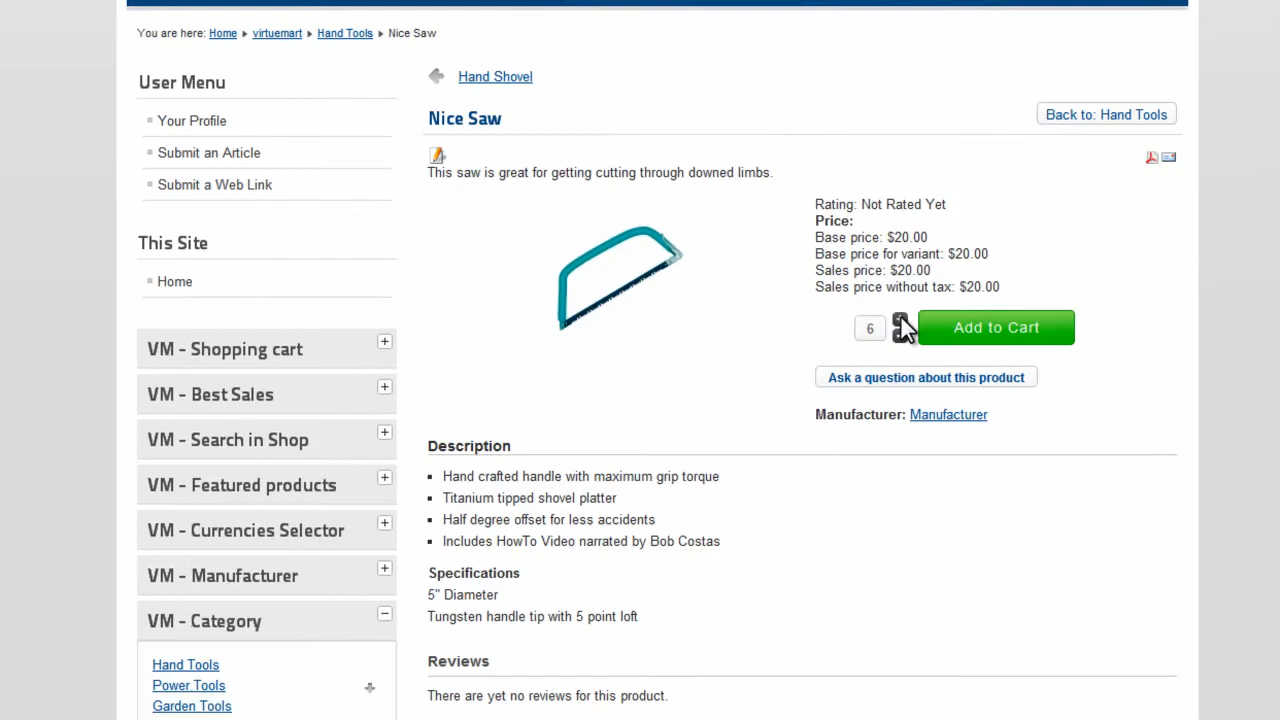 You are here: Home virtuemart Hand Tools Nice Saw
User Menu
Your Profile
Submit an Article
Submit a Web Link
This Site
Home
VM - Shopping cart
VM - Best Sales
VM - Search in Shop
VM - Featured products
VM - Currencies Selector
VM - Manufacturer
VM - Category
Hand Tools
Power Tools
Garden Tools
Hand Shovel
Nice Saw
Back to: Hand Tools
This saw is great for getting cutting through downed limbs.
Rating: Not Rated Yet
Price:
Base price: $20.00
Base price for variant: $20.00
Sales price: $20.00
Sales price without tax: $20.00
6
Add to Cart
Ask a question about this product
Manufacturer: Manufacturer
Description
Hand crafted handle with maximum grip torque
Titanium tipped shovel platter
Half degree offset for less accidents
Includes HowTo Video narrated by Bob Costas
Specifications
5" Diameter
Tungsten handle tip with 5 point loft
Reviews
There are yet no reviews for this product.